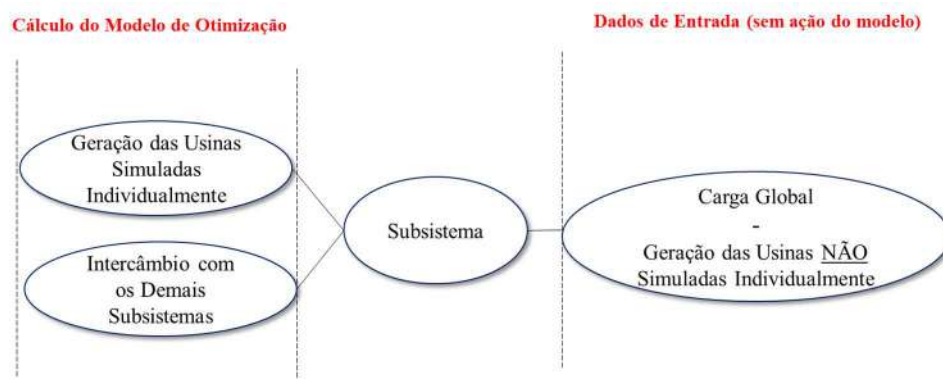 Cálculo do Modelo de Otimização
Dados de Entrada (sem ação do modelo)
Geração das Usinas
Simuladas
Individualmente
Intercâmbio com
os Demais
Subsistemas
Subsistema
Carga Global
-
Geração das Usinas NÃO
Simuladas Individualmente